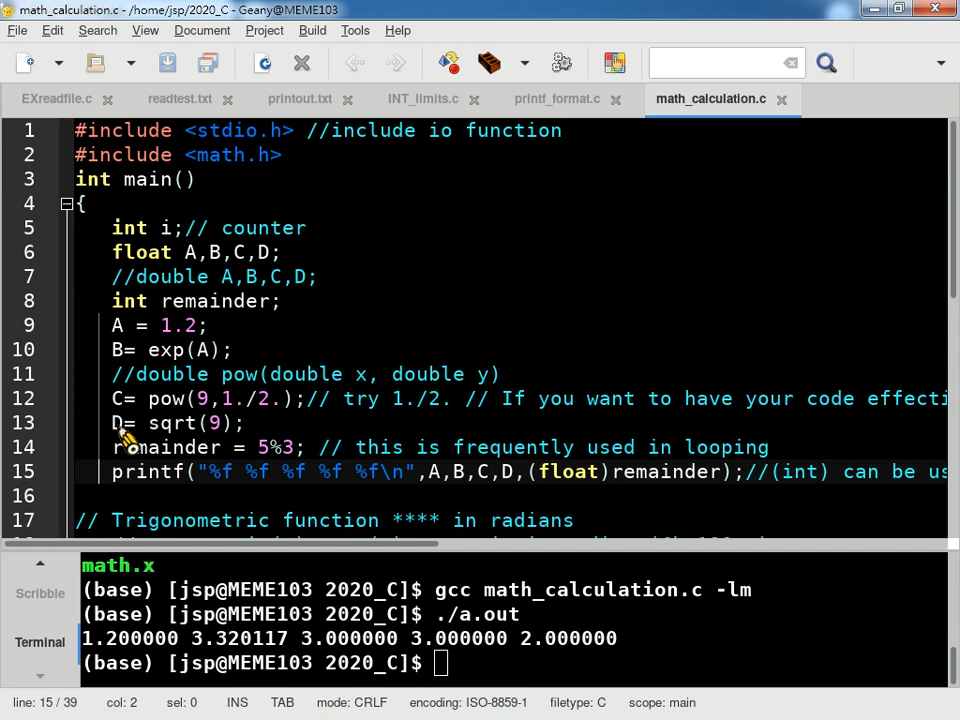 math_calculation.c - /home/jsp/2020_C - Geany@MEME103
File Edit Search View Document Project Build Tools Help
EXreadfile.c readtest.txt printout.txt INT_limits.c printf_format.c math_calculation.c
1 #include <stdio.h> //include io function
2 #include <math.h>
3 int main()
4 {
5 int i;// counter
6 float A,B,C,D;
7 //double A,B,C,D;
8 int remainder;
9 A = 1.2;
10 B= exp(A);
11 //double pow(double x, double y)
12 C= pow(9,1./2.);// try 1./2. // If you want to have your code effecti
13 D= sqrt(9);
14 remainder = 5%3; // this is frequently used in looping
15 printf("%f %f %f %f %f\n",A,B,C,D,(float)remainder);//(int) can be us
16
17 // Trigonometric function **** in radians
math.x
Scribble (base) [jsp@MEME103 2020_C]$ gcc math_calculation.c -lm
(base) [jsp@MEME103 2020_C]$ ./a.out
Terminal 1.200000 3.320117 3.000000 3.000000 2.000000
(base) [jsp@MEME103 2020_C]$
line: 15 / 39 col: 2 sel: 0 INS TAB mode: CRLF encoding: ISO-8859-1 filetype: C scope: main